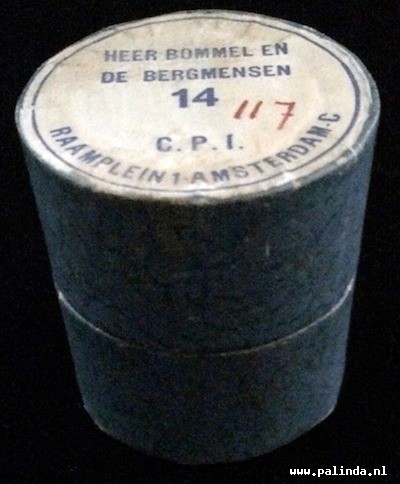 HEER BOMMEL EN
DE BERGMENSEN
14
117
C.P.I.
RAAMPLEIN 1 AMSTERDAM-C
www.palinda.nl